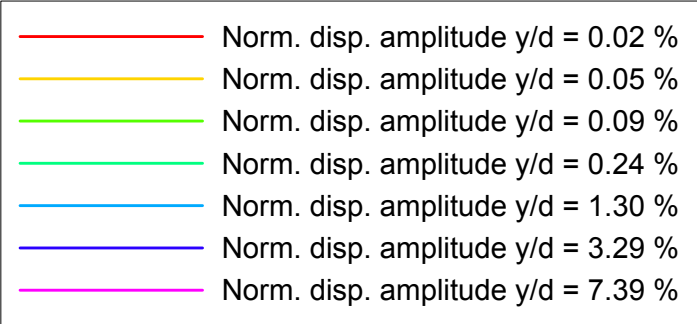 Norm. disp. amplitude y/d = 0.02 %
Norm. disp. amplitude y/d = 0.05 %
Norm. disp. amplitude y/d = 0.09 %
Norm. disp. amplitude y/d = 0.24 %
Norm. disp. amplitude y/d = 1.30 %
Norm. disp. amplitude y/d = 3.29 %
Norm. disp. amplitude y/d = 7.39 %